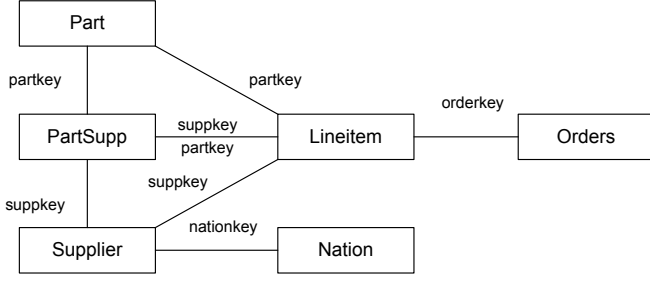 Part
partkey
partkey
orderkey
PartSupp
suppkey
partkey
Lineitem
Orders
suppkey
suppkey
nationkey
Supplier
Nation